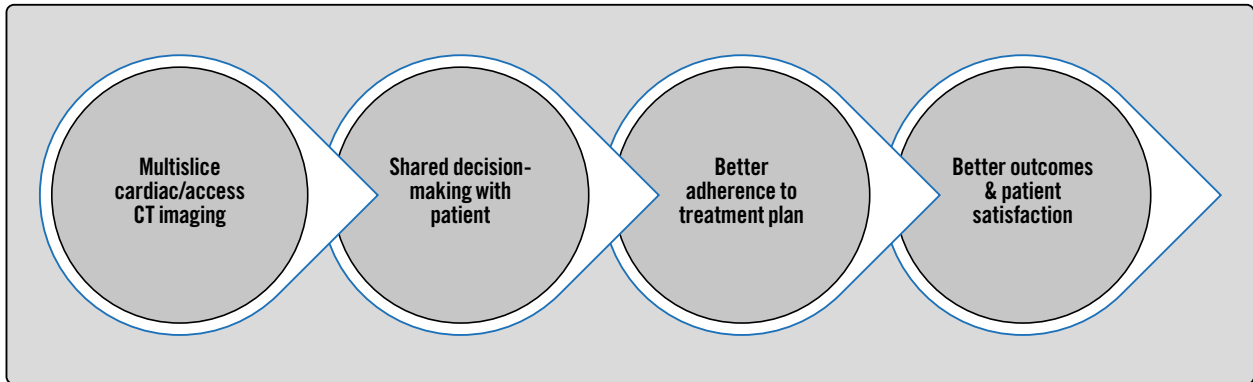 Multislice
cardiac/access
CT imaging
Shared decision-
making with
patient
Better
adherence to
treatment plan
Better outcomes
& patient
satisfaction